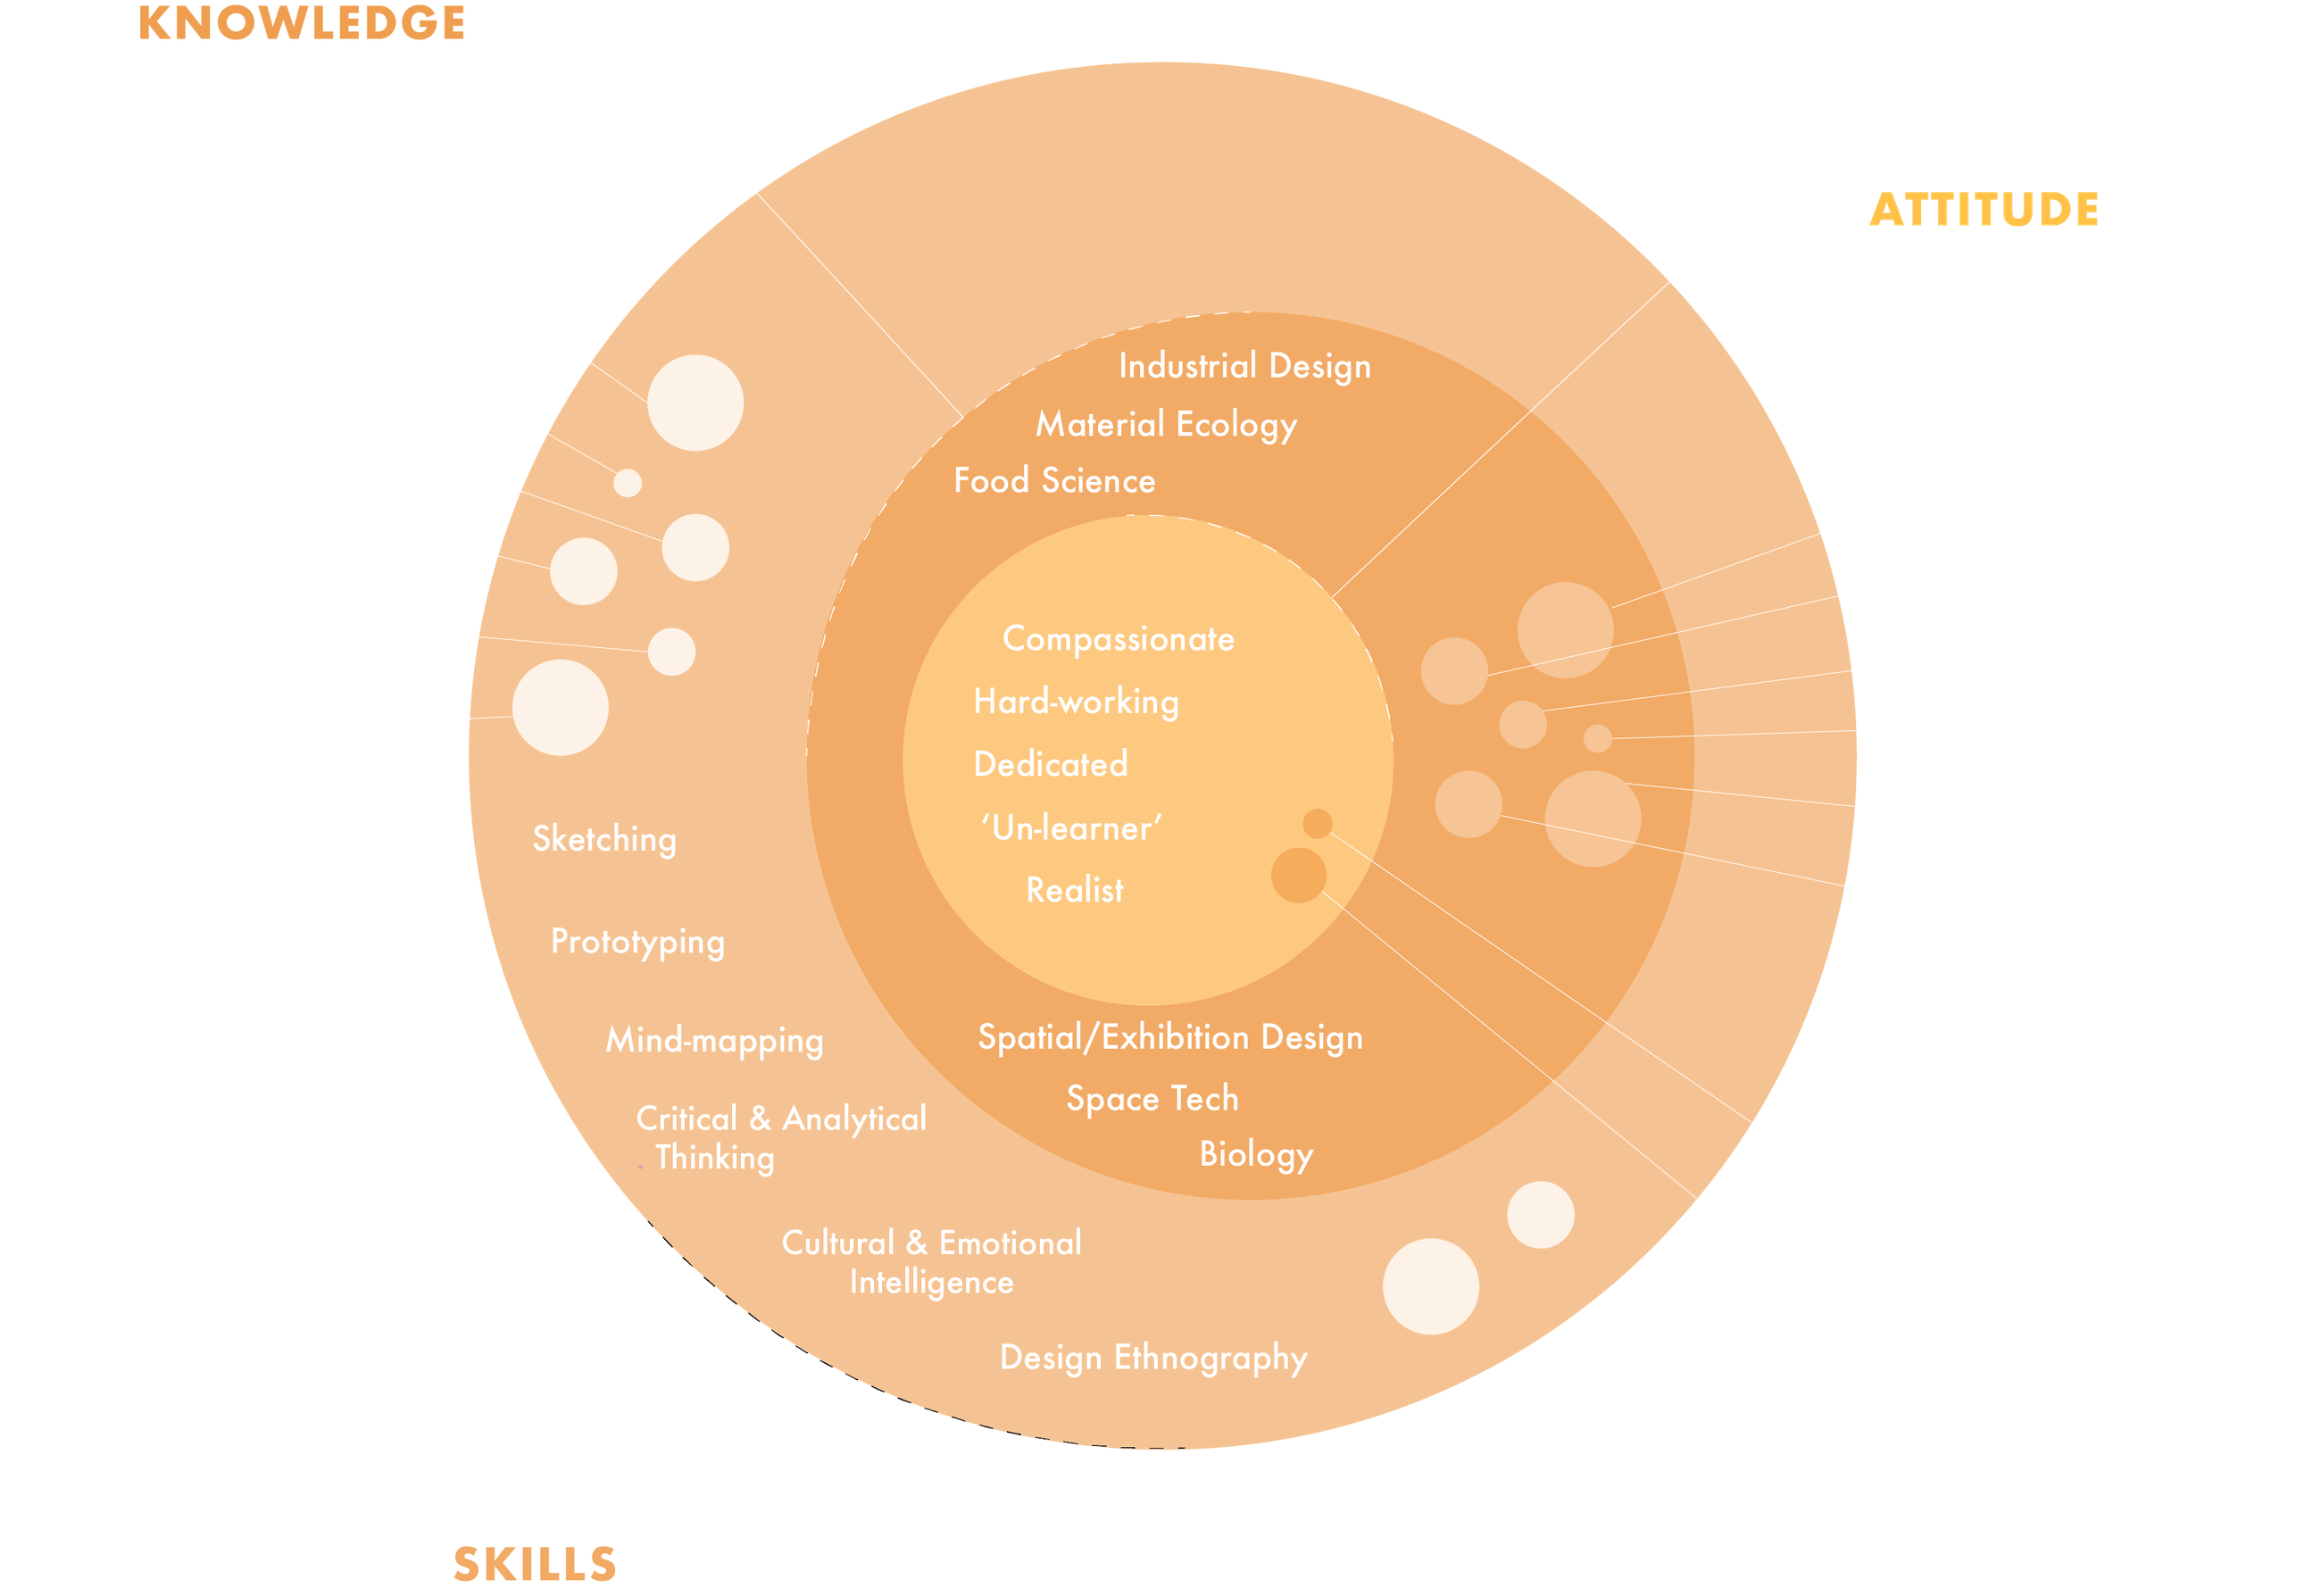 KNOWLEDGE
ATTITUDE
Industrial Design
Material Ecology
Food Science
Compassionate
Hard-working
Dedicated
‘Un-learner’
Realist
Sketching
Prototyping
Mind-mapping
Critical & Analytical
Thinking
Cultural & Emotional
Intelligence
Design Ethnography
Spatial/Exhibition Design
Space Tech
Biology
SKILLS